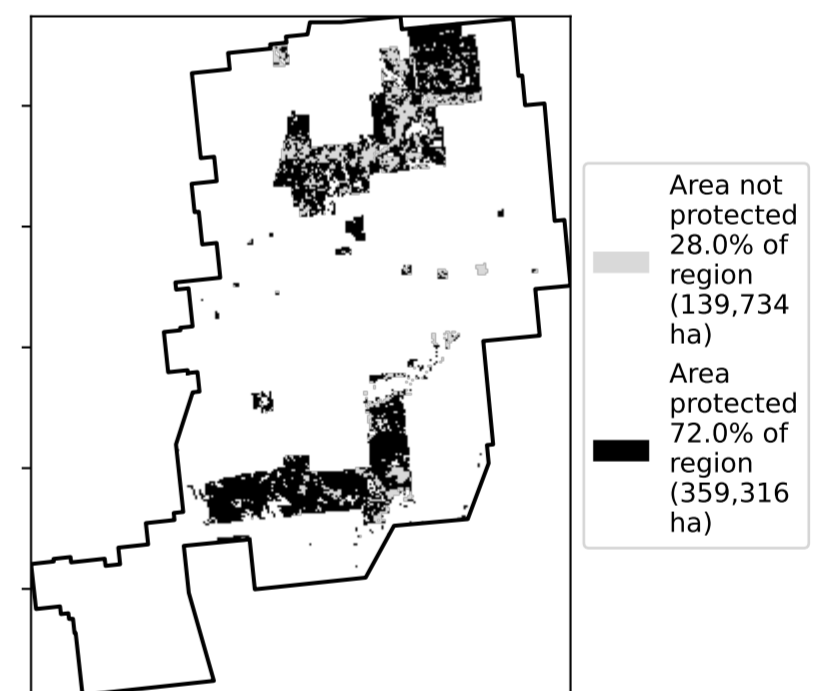 Area not
protected
28.0% of
region
(139,734
ha)
Area
protected
72.0% of
region
(359,316
ha)